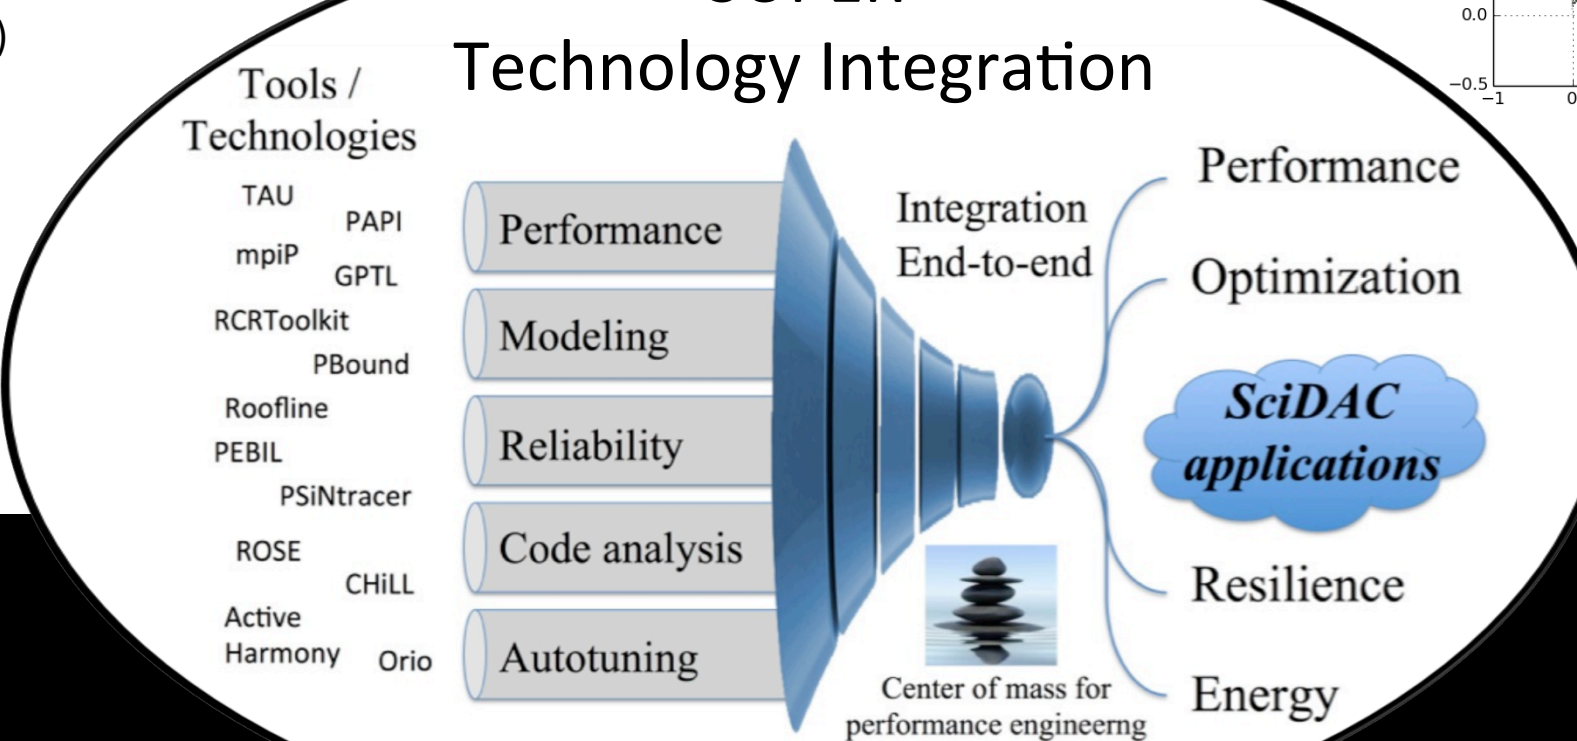 Technology Integration
Tools /
Technologies
TAU
PAPI
mpiP
GPTL
RCRToolkit
PBound
Roofline
PEBIL
PSiNtracer
ROSE
CHiLL
Active
Harmony
Orio
Performance
Modeling
Reliability
Code analysis
Autotuning
Integration
End-to-end
Center of mass for
performance engineerng
Performance
Optimization
SciDAC
applications
Resilience
Energy
0.0
−0.5
−1
0
)